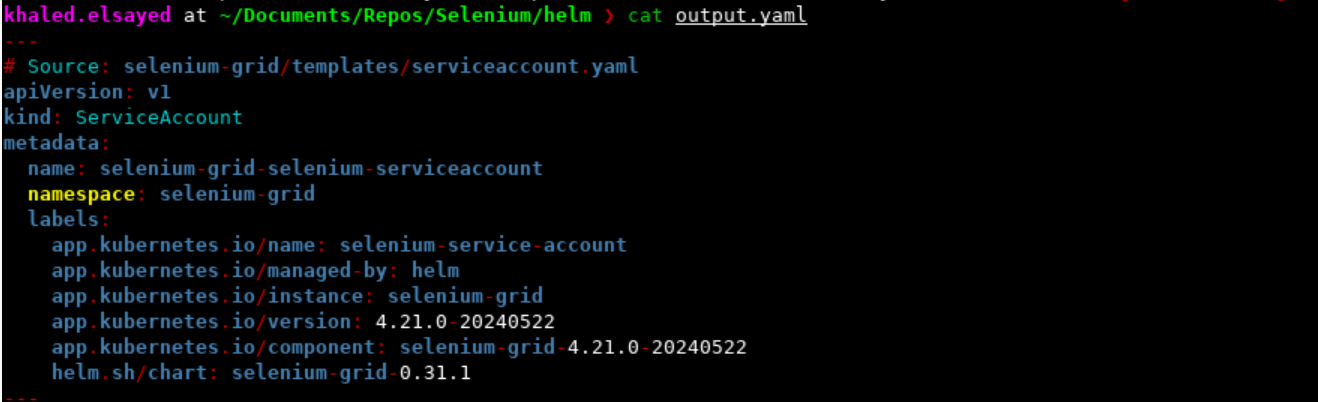 khaled.elsayed at ~/Documents/Repos/Selenium/helm ❯ cat output.yaml
---
# Source: selenium-grid/templates/serviceaccount.yaml
apiVersion: v1
kind: ServiceAccount
metadata:
  name: selenium-grid-selenium-serviceaccount
  namespace: selenium-grid
  labels:
    app.kubernetes.io/name: selenium-service-account
    app.kubernetes.io/managed-by: helm
    app.kubernetes.io/instance: selenium-grid
    app.kubernetes.io/version: 4.21.0-20240522
    app.kubernetes.io/component: selenium-grid-4.21.0-20240522
    helm.sh/chart: selenium-grid-0.31.1
---